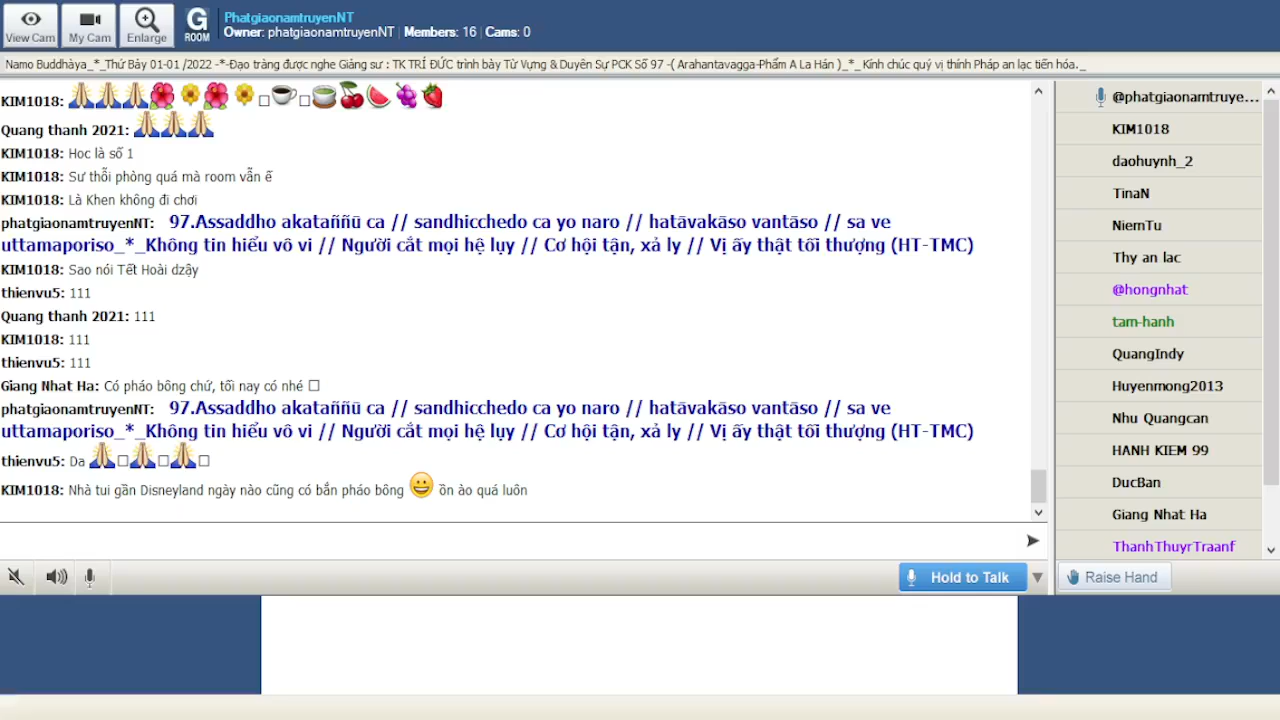 View Cam
My Cam
Enlarge
G
ROOM
PhatgiaonamtruyenNT
Owner: phatgiaonamtruyenNT | Members: 16 | Cams: 0
Namo Buddhàya_*_Thứ Bảy 01-01 /2022 -*-Đạo tràng được nghe Giảng sư : TK TRÍ ĐỨC trình bày Từ Vựng & Duyên Sự PCK Số 97 -( Arahantavagga-Phẩm A La Hán )_*_ Kính chúc quý vị thính Pháp an lạc tiến hóa._
KIM1018:
Quang thanh 2021:
KIM1018: Hoc là số 1
KIM1018: Sư thỗi phòng quá mà room vẫn ế
KIM1018: Là Khen không đi chơi
phatgiaonamtruyenNT: 97.Assaddho akataññū ca // sandhicchedo ca yo naro // hatāvakāso vantāso // sa ve
uttamaporiso_*_Không tin hiểu vô vi // Người cắt mọi hệ lụy // Cơ hội tận, xả ly // Vị ấy thật tối thượng (HT-TMC)
KIM1018: Sao nói Tết Hoài dzậy
thienvu5: 111
Quang thanh 2021: 111
KIM1018: 111
thienvu5: 111
Giang Nhat Ha: Có pháo bông chứ, tối nay có nhé
phatgiaonamtruyenNT: 97.Assaddho akataññū ca // sandhicchedo ca yo naro // hatāvakāso vantāso // sa ve
uttamaporiso_*_Không tin hiểu vô vi // Người cắt mọi hệ lụy // Cơ hội tận, xả ly // Vị ấy thật tối thượng (HT-TMC)
thienvu5: Da
KIM1018: Nhà tui gần Disneyland ngày nào cũng có bắn pháo bông ồn ào quá luôn
Hold to Talk
@phatgiaonamtruye...
KIM1018
daohuynh_2
TinaN
NiemTu
Thy an lac
@hongnhat
tam-hanh
QuangIndy
Huyenmong2013
Nhu Quangcan
HANH KIEM 99
DucBan
Giang Nhat Ha
ThanhThuyrTraanf
Raise Hand